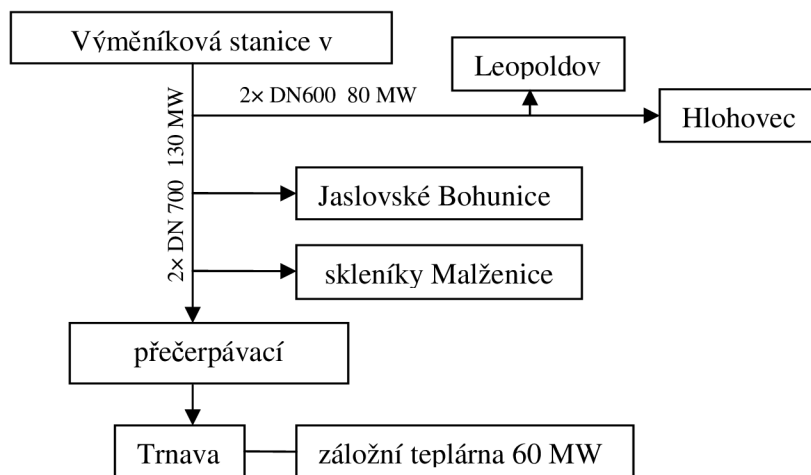 Výměníková stanice v
Leopoldov
2× DN600 80 MW
Hlohovec
2× DN 700 130 MW
Jaslovské Bohunice
skleníky Malženice
přečerpávací
Trnava
záložní teplárna 60 MW